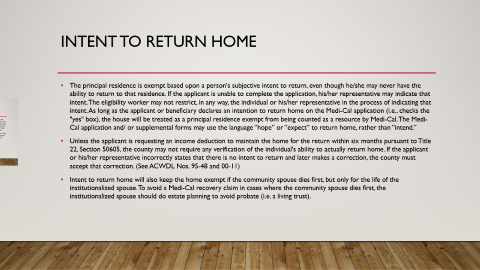 INTENT TO RETURN HOME
• The principal residence is exempt based upon a person's subjective intent to return, even though he/she may never have the
ability to return to that residence. If the applicant is unable to complete the application, his/her representative may indicate that
intent. The eligibility worker may not restrict, in any way, the individual or his/her representative in the process of indicating that
intent. As long as the applicant or beneficiary declares an intention to return home on the Medi-Cal application (i.e., checks the
"yes" box), the house will be treated as a principal residence exempt from being counted as a resource by Medi-Cal. The Medi-
Cal application and/ or supplemental forms may use the language "hope" or "expect" to return home, rather than "intent."
• Unless the applicant is requesting an income deduction to maintain the home for the return within six months pursuant to Title
22, Section 50605, the county may not require any verification of the individual's ability to actually return home. If the applicant
or his/her representative incorrectly states that there is no intent to return and later makes a correction, the county must
accept that correction. (See ACWDL Nos. 95-48 and 00-11)
• Intent to return home will also keep the home exempt if the community spouse dies first, but only for the life of the
institutionalized spouse. To avoid a Medi-Cal recovery claim in cases where the community spouse dies first, the
institutionalized spouse should do estate planning to avoid probate (i.e. a living trust).